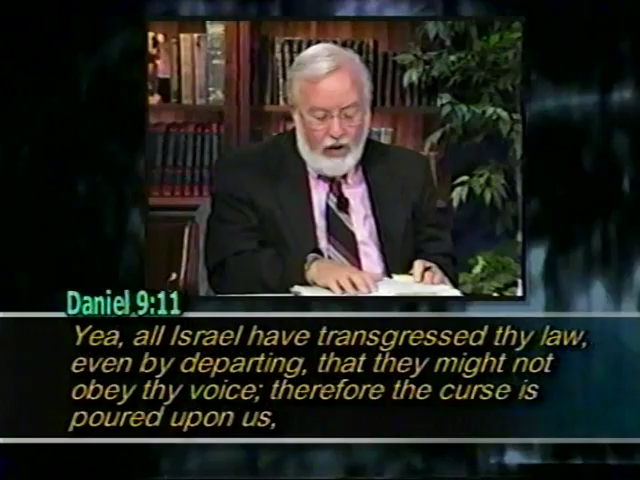 Daniel 9:11
Yea, all Israel have transgressed thy law,
even by departing, that they might not
obey thy voice; therefore the curse is
poured upon us,